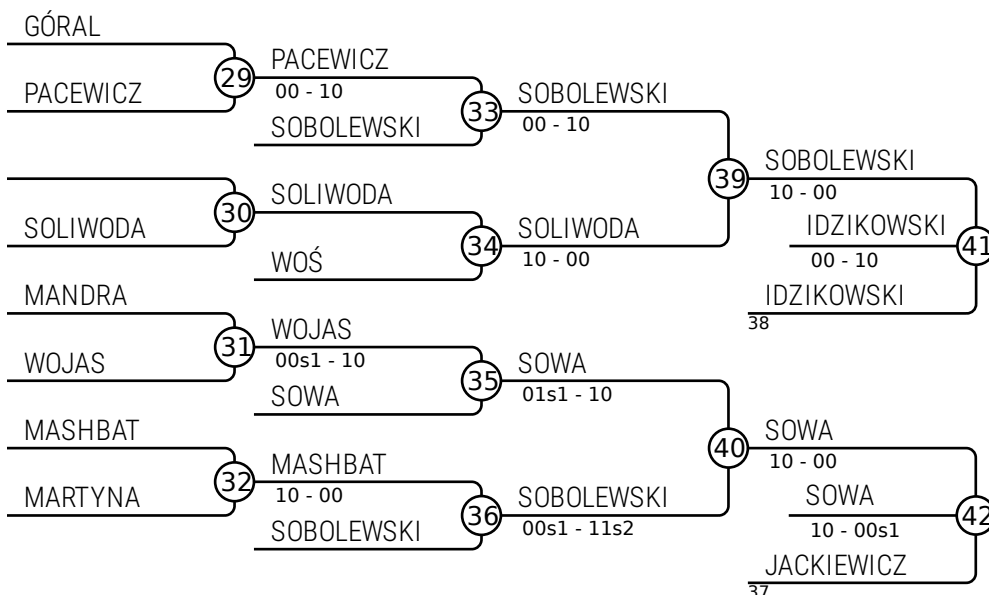 GÓRAL
PACEWICZ
29
PACEWICZ
00 - 10
SOBOLEWSKI
33
SOBOLEWSKI
00 - 10
SOLIWODA
30
SOLIWODA
WOŚ
34
SOLIWODA
10 - 00
39
SOBOLEWSKI
10 - 00
IDZIKOWSKI
00 - 10
41
IDZIKOWSKI
38
MANDRA
WOJAS
31
WOJAS
00s1 - 10
SOWA
35
SOWA
01s1 - 10
MASHBAT
MARTYNA
32
MASHBAT
10 - 00
SOBOLEWSKI
36
SOBOLEWSKI
00s1 - 11s2
40
SOWA
10 - 00
SOWA
10 - 00s1
42
JACKIEWICZ
37